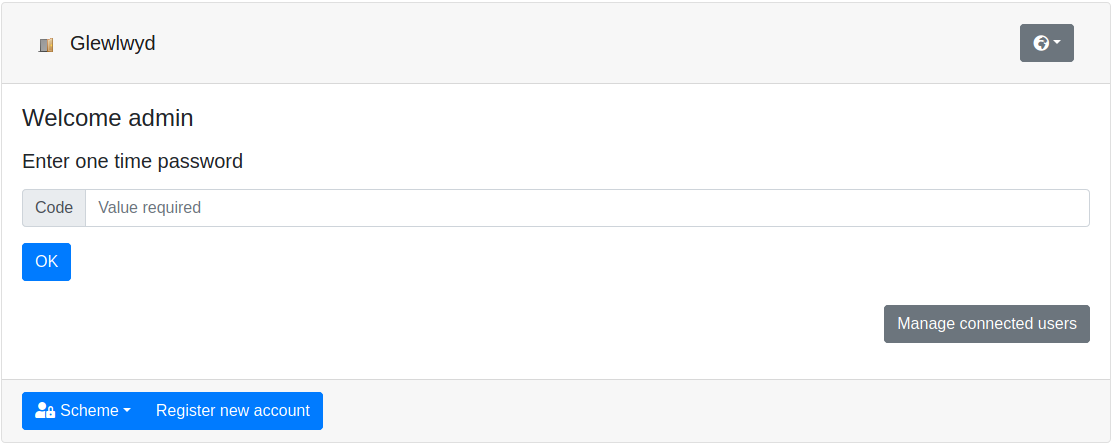 Glewlwyd
Welcome admin
Enter one time password
Code Value required
OK
Manage connected users
Scheme Register new account